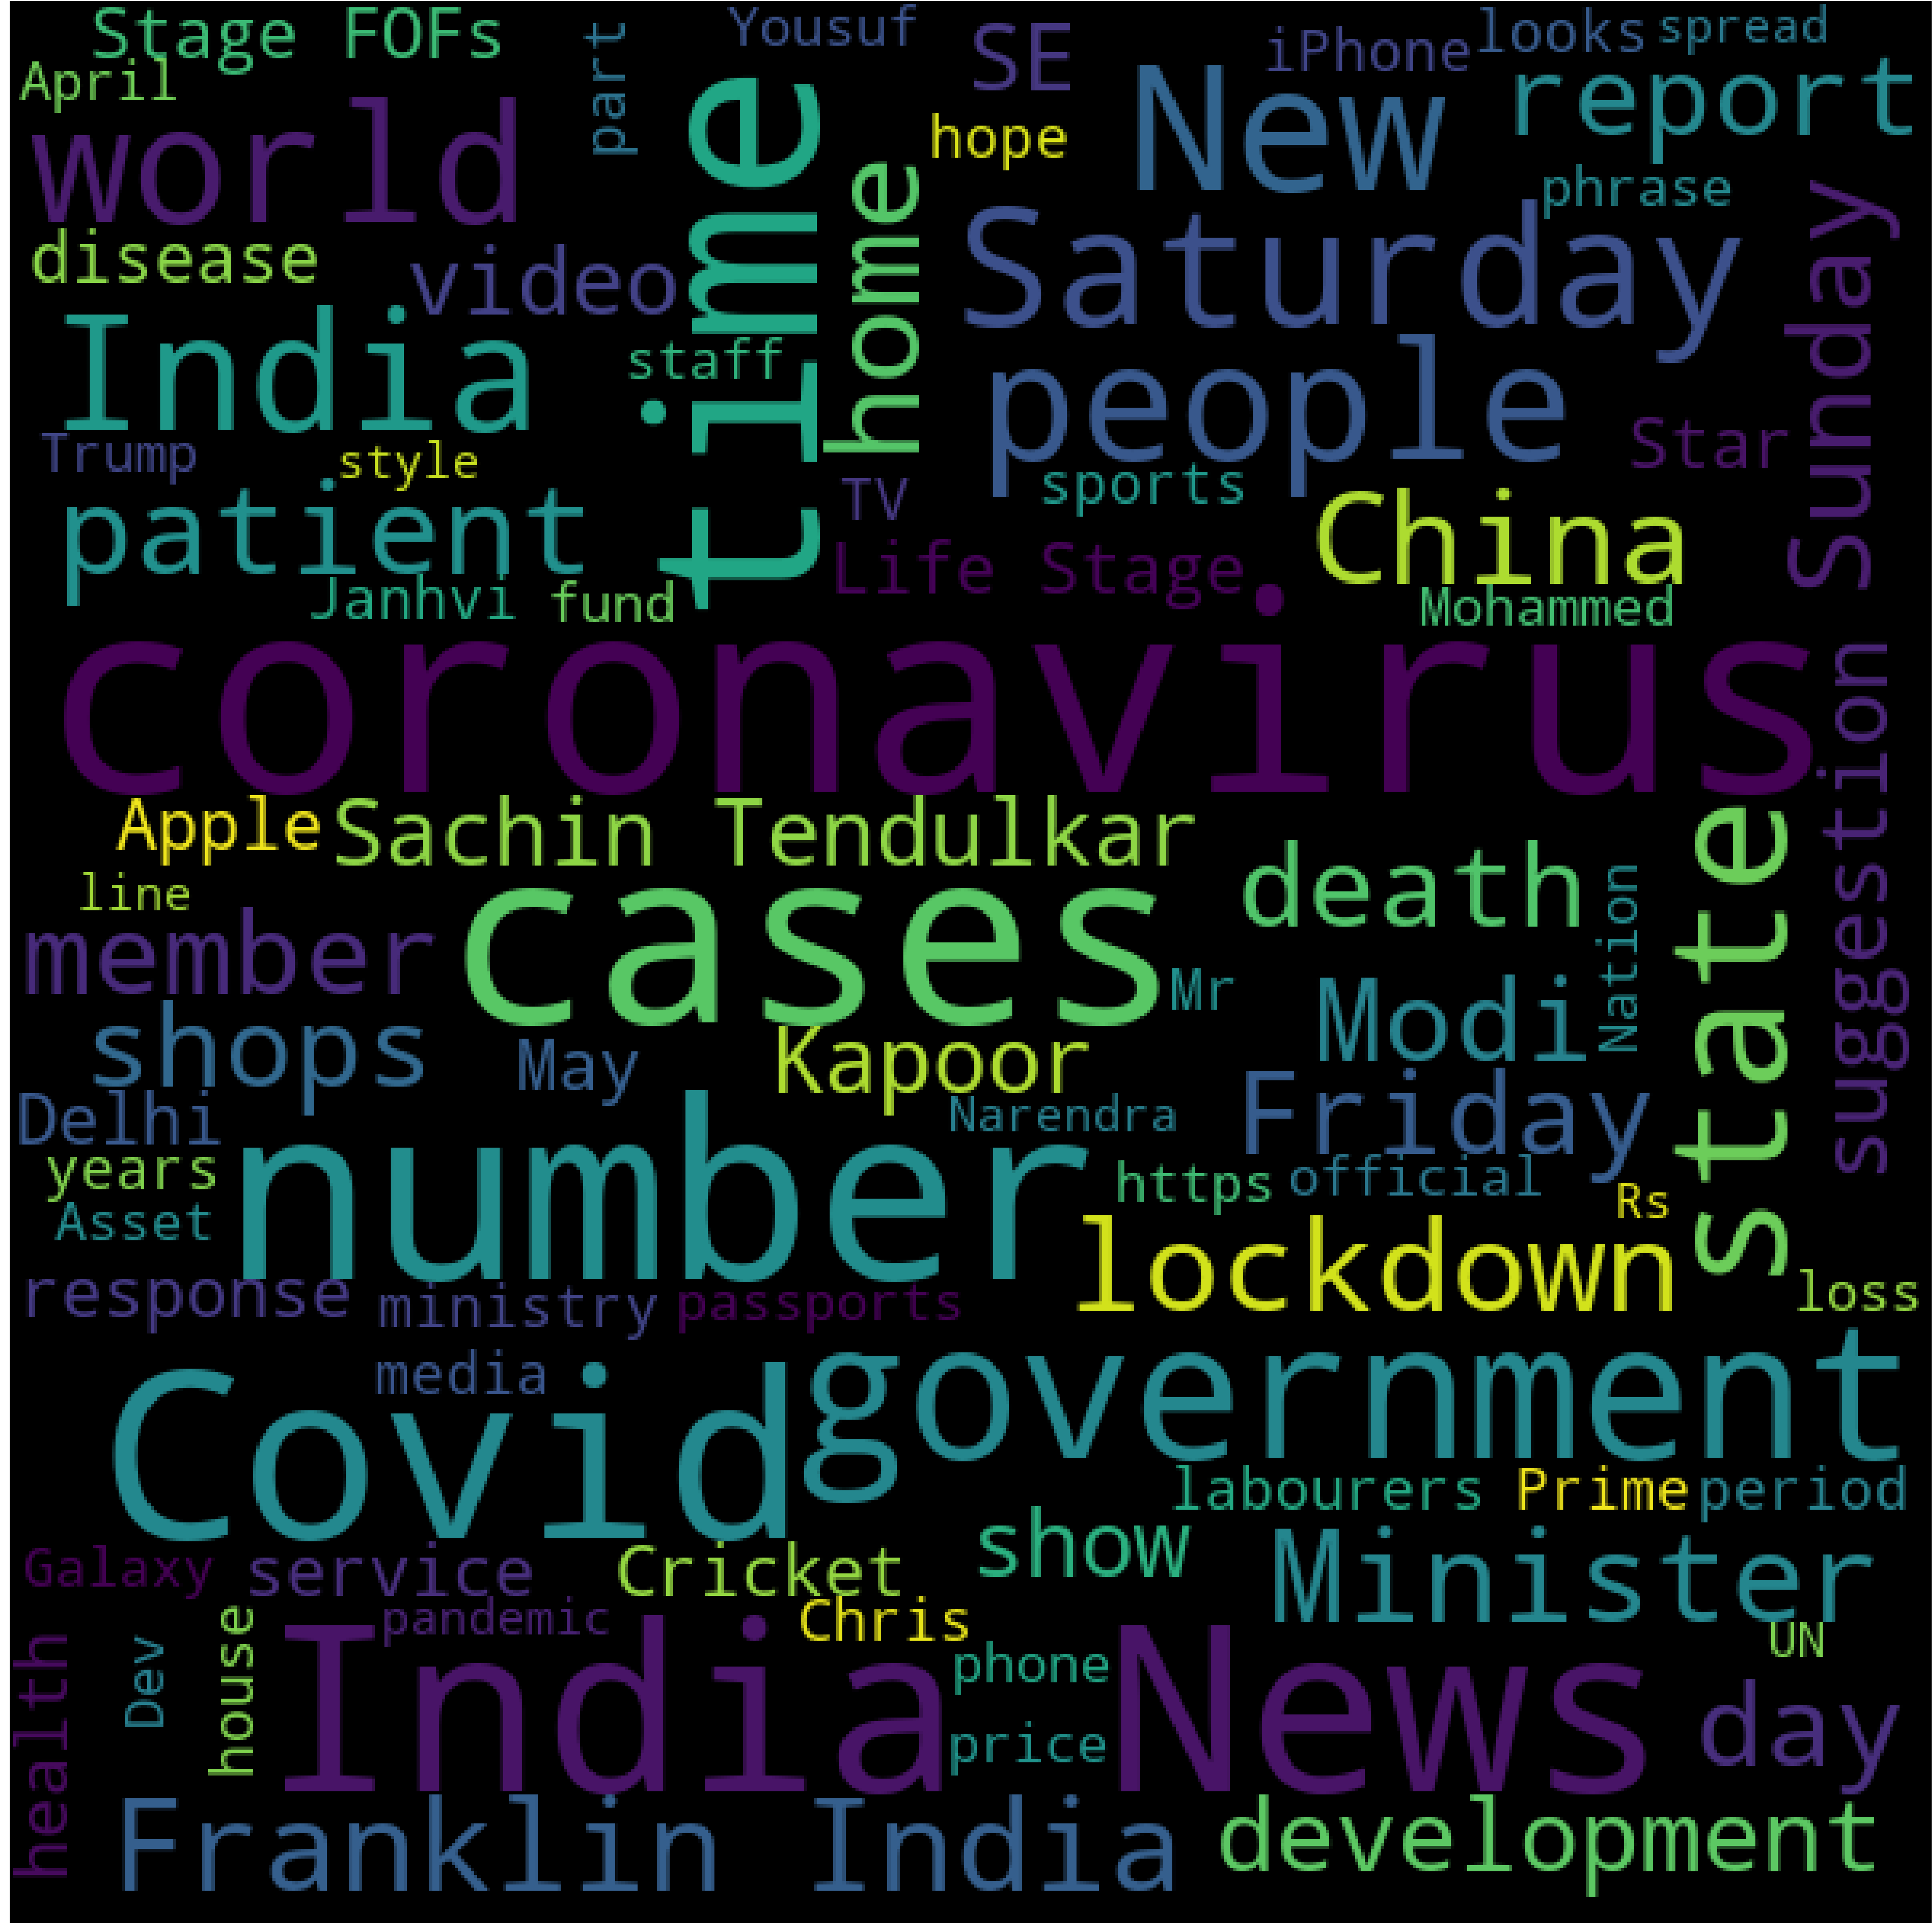 Stage FOFs
Yousuf
SE
iPhone
looks
spread
April
part
world
time
hope
New
report
home
phrase
disease
video
Saturday
Sunday
India
staff
people
Trump
style
Star
patient
TV
sports
China
Janhvi
fund
Life Stage
Mohammed
coronavirus
suggestion
Apple
Sachin Tendulkar
state
line
cases
death
Nation
member
Mr
Modi
shops
May
Kapoor
Delhi
Narendra
Friday
number
years
https
official
Rs
Asset
lockdown
response
ministry
passports
loss
Covid
media
government
labourers
Prime
period
Galaxy
service
Cricket
show
Minister
pandemic
Chris
UN
health
Dev
house
India News
phone
price
day
Franklin India
development